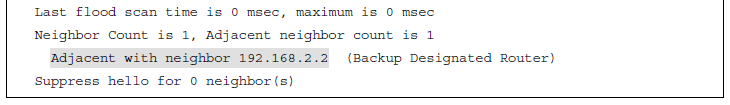 Last flood scan time is 0 msec, maximum is 0 msec
Neighbor Count is 1, Adjacent neighbor count is 1
Adjacent with neighbor 192.168.2.2  (Backup Designated Router)
Suppress hello for 0 neighbor(s)